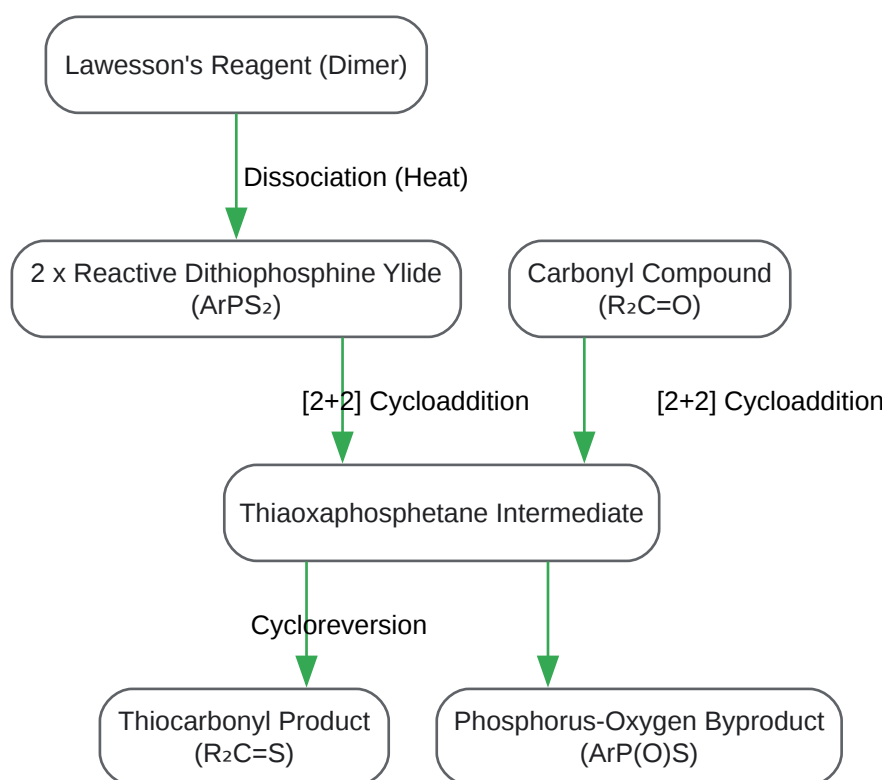 Lawesson's Reagent (Dimer)
Dissociation (Heat)
2 x Reactive Dithiophosphine Ylide
(ArPS₂)
Carbonyl Compound
(R₂C=O)
[2+2] Cycloaddition
[2+2] Cycloaddition
Thiaoxaphosphetane Intermediate
Cycloreversion
Thiocarbonyl Product
(R₂C=S)
Phosphorus-Oxygen Byproduct
(ArP(O)S)